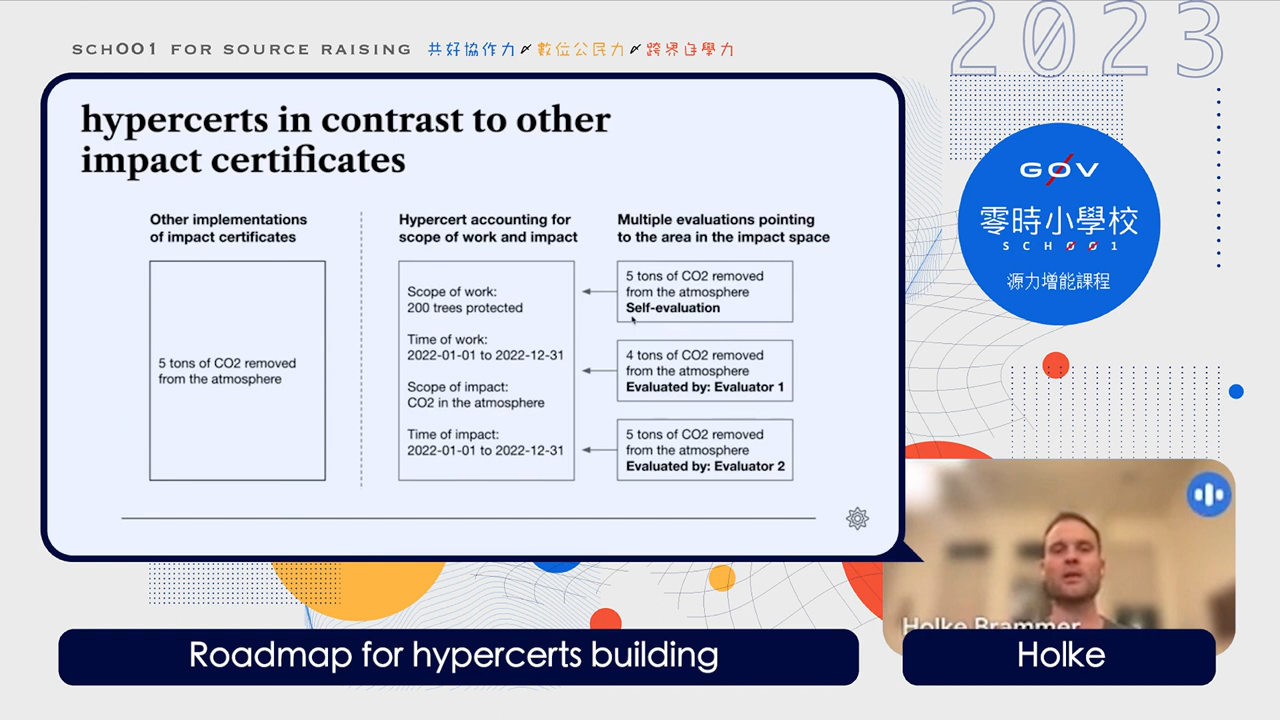 SCH001 FOR SOURCE RAISING 共好協作力 數位公民力 跨界自學力
2023
hypercerts in contrast to other
impact certificates
Other implementations
of impact certificates
5 tons of CO2 removed
from the atmosphere
Hypercert accounting for
scope of work and impact
Scope of work:
200 trees protected
Time of work:
2022-01-01 to 2022-12-31
Scope of impact:
CO2 in the atmosphere
Time of impact:
2022-01-01 to 2022-12-31
Multiple evaluations pointing
to the area in the impact space
5 tons of CO2 removed
from the atmosphere
Self-evaluation
4 tons of CO2 removed
from the atmosphere
Evaluated by: Evaluator 1
5 tons of CO2 removed
from the atmosphere
Evaluated by: Evaluator 2
G0V
零時小學校
SCH001
源力增能課程
Holke Brammer
Roadmap for hypercerts building
Holke